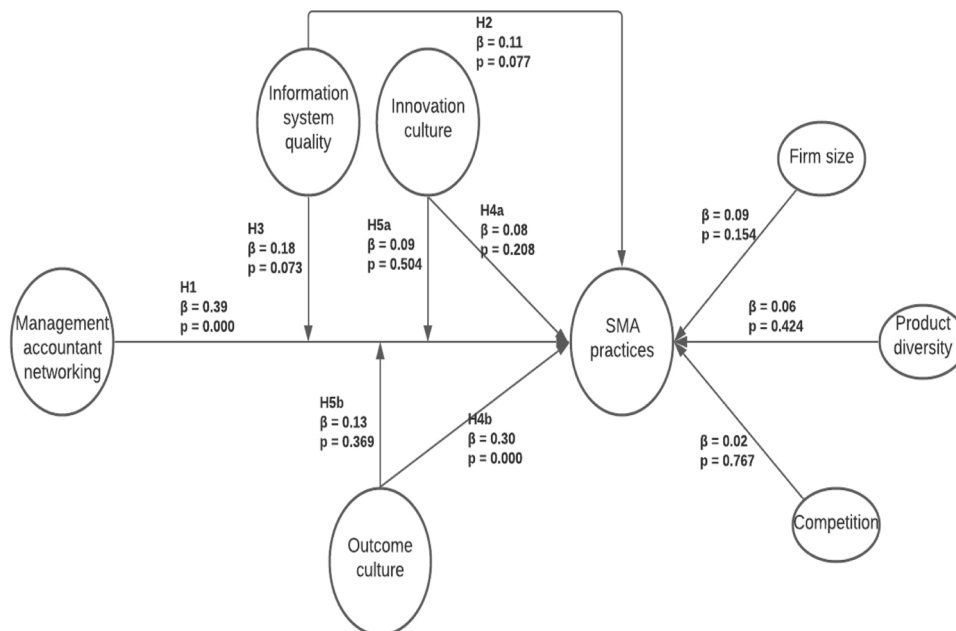 H2
β = 0.11
p = 0.077
Information
system
quality
Innovation
culture
Firm size
H3
β = 0.18
p = 0.073
H5a
β = 0.09
p = 0.504
H4a
β = 0.08
p = 0.208
β = 0.09
p = 0.154
H1
β = 0.39
p = 0.000
Management
accountant
networking
SMA
practices
β = 0.06
p = 0.424
Product
diversity
H5b
β = 0.13
p = 0.369
H4b
β = 0.30
p = 0.000
β = 0.02
p = 0.767
Competition
Outcome
culture